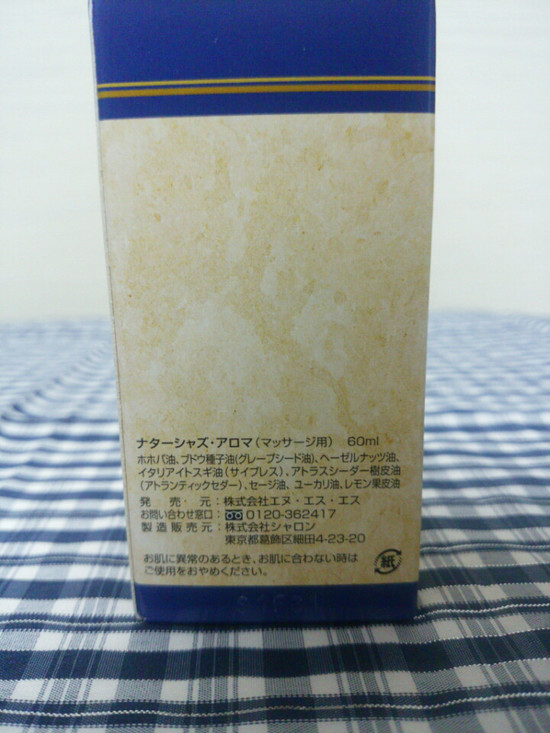 ナターシャズ・アロマ(マッサージ用) 60ml
ホホバ油、ブドウ種子油(グレープシード油)、ヘーゼルナッツ油、
イタリアイトスギ油(サイプレス)、アトラスシーダー樹皮油
(アトランティックセダー)、セージ油、ユーカリ油、レモン果皮油
発売元:株式会社エヌ・エス・エス
お問い合わせ窓口:0120-362417
製造販売元:株式会社シャロン
東京都葛飾区細田4-23-20
お肌に異常のあるとき、お肌に合わない時は
ご使用をおやめください。
紙